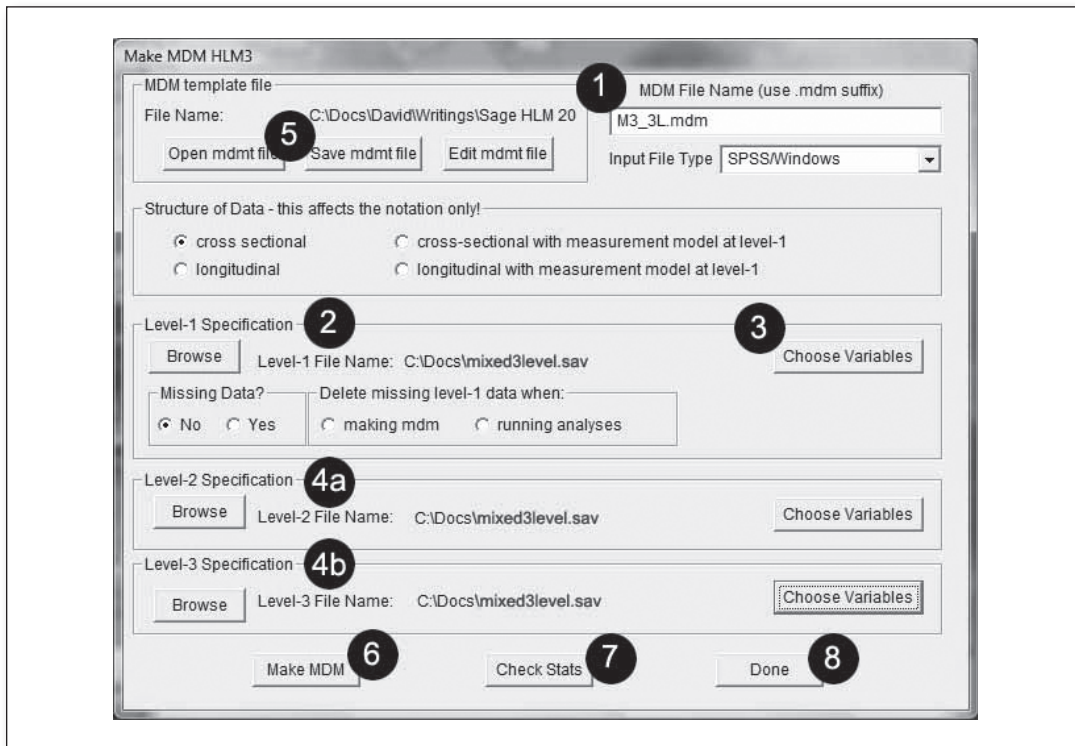 Make MDM HLM3
MDM template file
File Name: C:\Docs\David\Writings\Sage HLM 20
5
Open mdmt file Save mdmt file Edit mdmt file
1
MDM File Name (use .mdm suffix)
M3_3L.mdm
Input File Type SPSS/Windows
Structure of Data - this affects the notation only!
cross sectional cross-sectional with measurement model at level-1
longitudinal longitudinal with measurement model at level-1
Level-1 Specification 2 3
Browse Level-1 File Name: C:\Docs\mixed3level.sav Choose Variables
Missing Data? Delete missing level-1 data when:
No Yes making mdm running analyses
Level-2 Specification 4a
Browse Level-2 File Name: C:\Docs\mixed3level.sav Choose Variables
Level-3 Specification 4b
Browse Level-3 File Name: C:\Docs\mixed3level.sav Choose Variables
Make MDM 6 Check Stats 7 Done 8